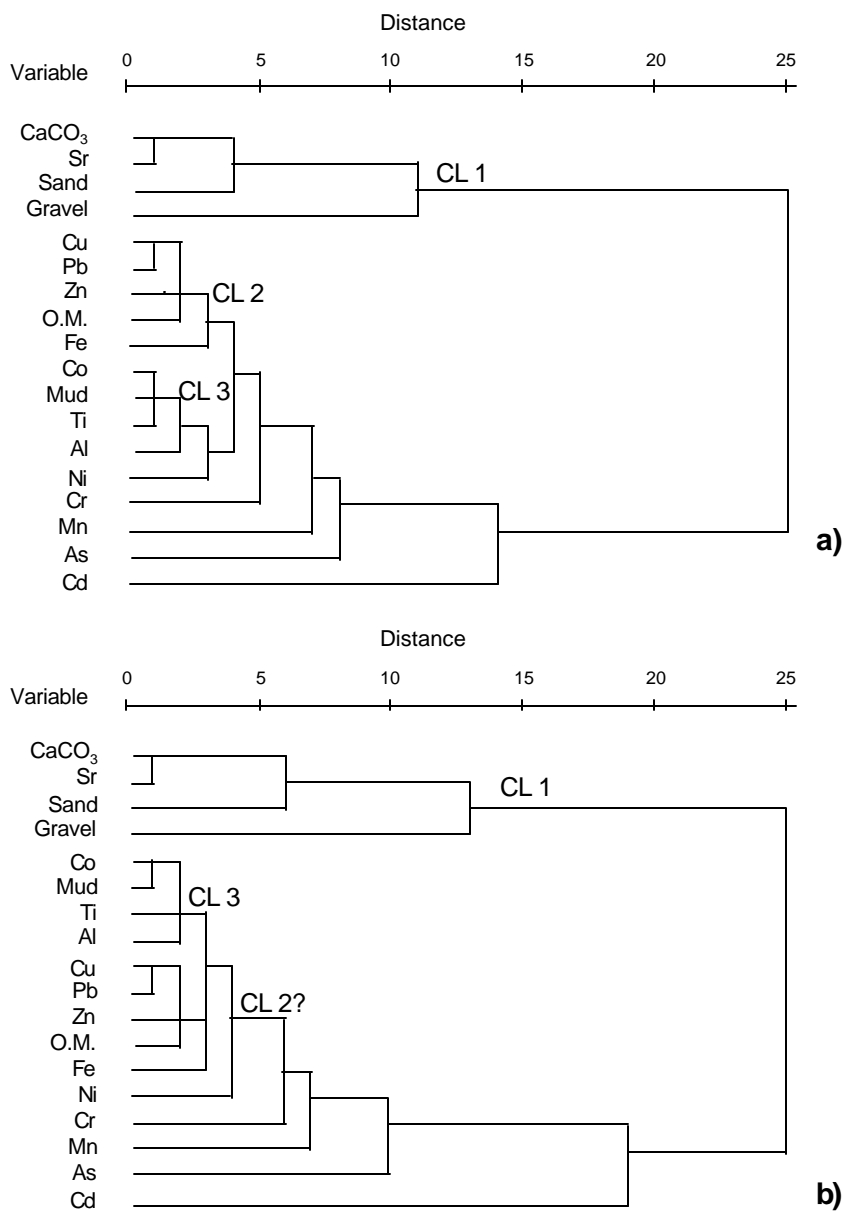 Distance
0 5 10 15 20 25
Variable
CaCO₃
Sr
CL 1
Sand
Gravel
Cu
Pb
Zn CL 2
O.M.
Fe
Co
Mud CL 3
Ti
Al
Ni
Cr
Mn
a)
As
Cd
Distance
0 5 10 15 20 25
Variable
CaCO₃
Sr
CL 1
Sand
Gravel
Co
Mud
CL 3
Ti
Al
Cu
Pb
CL 2?
Zn
O.M.
Fe
Ni
Cr
Mn
As
b)
Cd